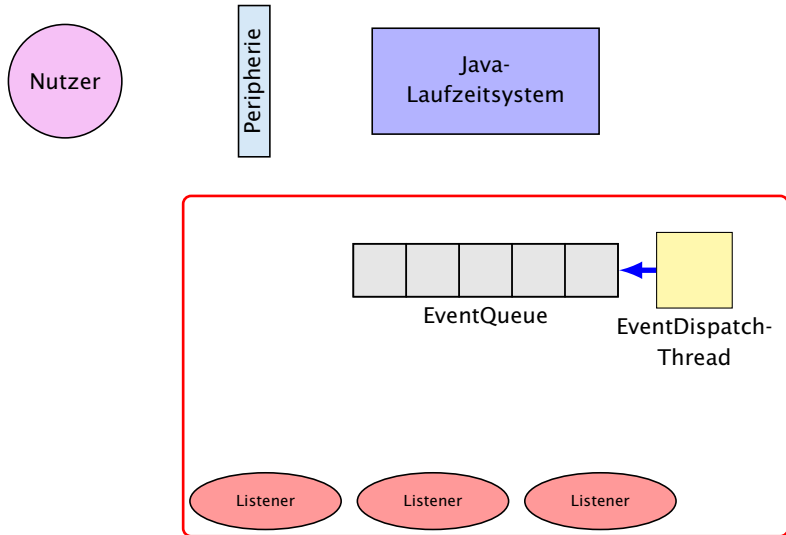 Nutzer
Peripherie
Java-
Laufzeitsystem
EventQueue
EventDispatch-
Thread
Listener
Listener
Listener